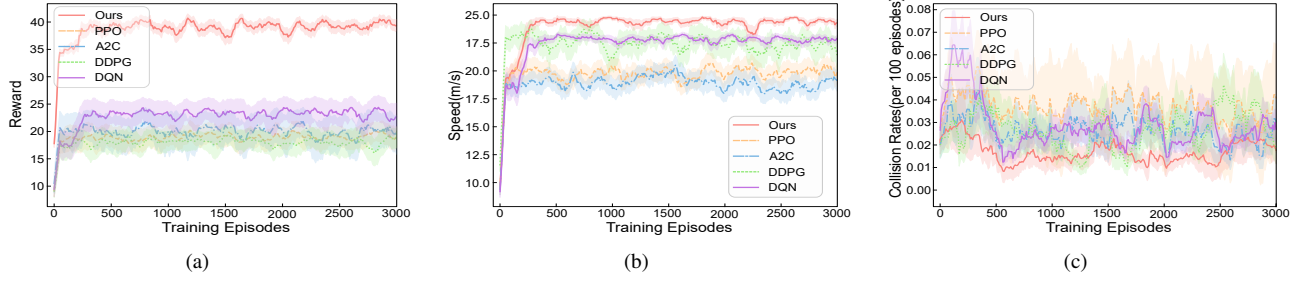 Reward
40
35
30
25
20
15
10
0
500
1000
1500
2000
2500
3000
Training Episodes
Ours
PPO
A2C
DDPG
DQN
(a)
Speed(m/s)
25.0
22.5
20.0
17.5
15.0
12.5
10.0
0
500
1000
1500
2000
2500
3000
Training Episodes
Ours
PPO
A2C
DDPG
DQN
(b)
Collision Rates(per 100 episodes)
0.08
0.07
0.06
0.05
0.04
0.03
0.02
0.01
0.00
0
500
1000
1500
2000
2500
3000
Training Episodes
Ours
PPO
A2C
DDPG
DQN
(c)